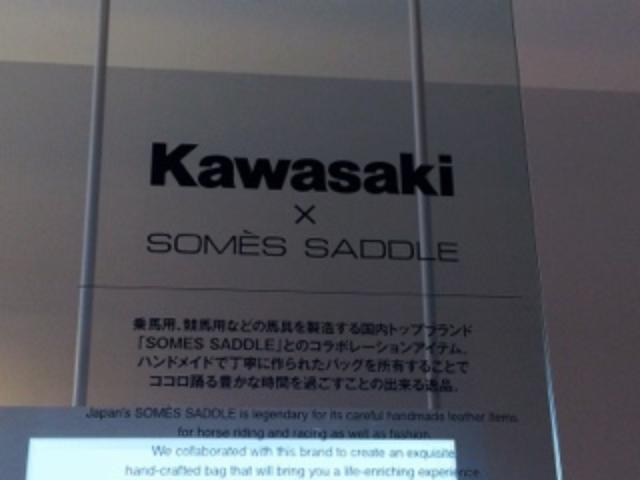 Kawasaki
×
SOMÈS SADDLE
乗馬用、競馬用などの馬具を製造する国内トップブランド
「SOMES SADDLE」とのコラボレーションアイテム。
ハンドメイドで丁寧に作られたバッグを所有することで
ココロ踊る豊かな時間を過ごすことの出来る逸品。
Japan's SOMÈS SADDLE is legendary for its careful handmade leather items
for horse riding and racing as well as fashion.
We collaborated with this brand to create an exquisite
hand-crafted bag that will bring you a life-enriching experience.